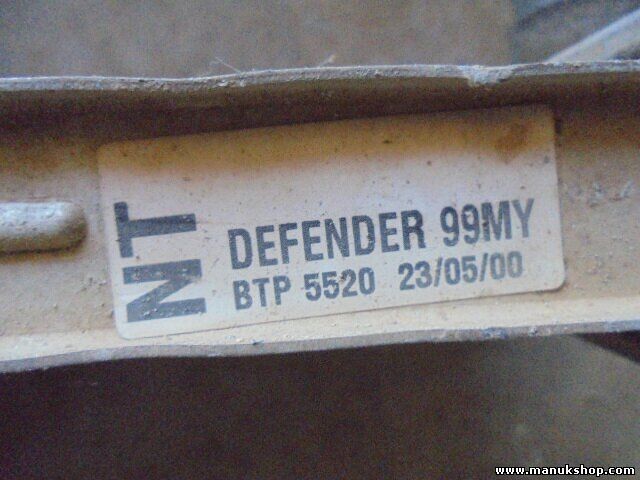 NT
DEFENDER 99MY
BTP 5520 23/05/00
www.manukshop.com